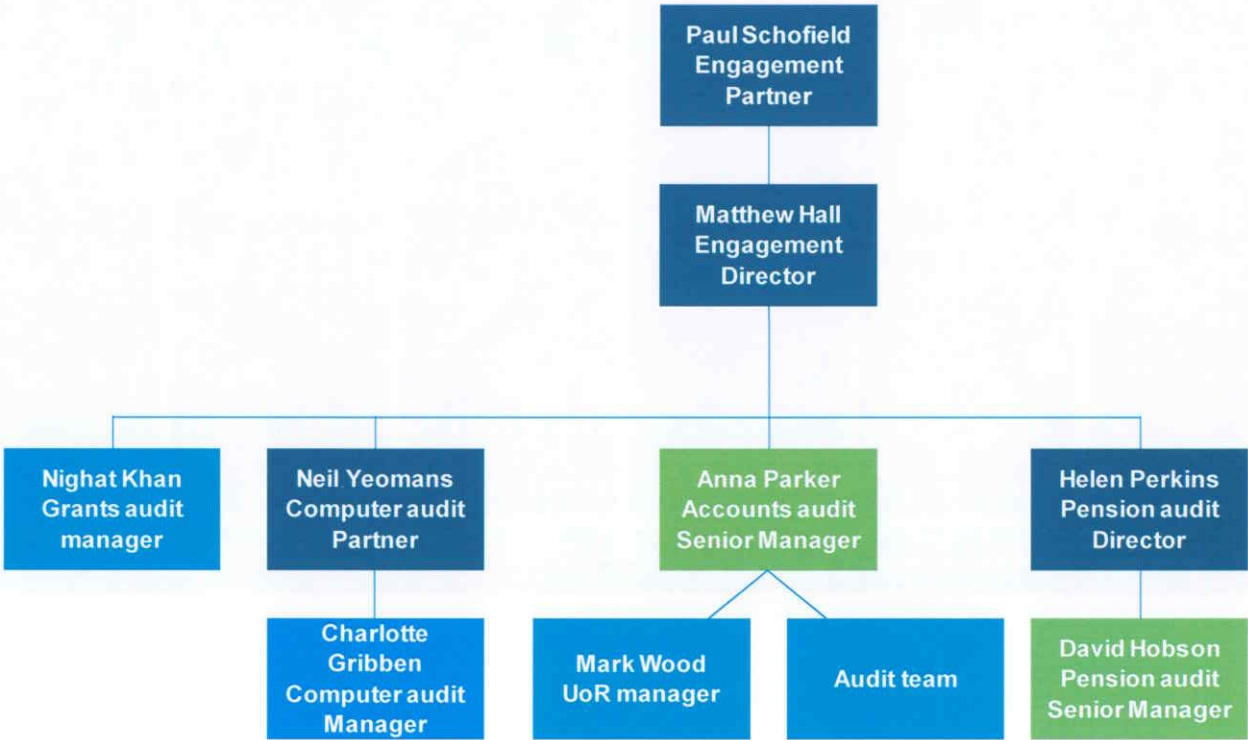 Paul Schofield
Engagement
Partner
Matthew Hall
Engagement
Director
Nighat Khan
Grants audit
manager
Neil Yeomans
Computer audit
Partner
Anna Parker
Accounts audit
Senior Manager
Helen Perkins
Pension audit
Director
Charlotte
Gribben
Computer audit
Manager
Mark Wood
UoR manager
Audit team
David Hobson
Pension audit
Senior Manager